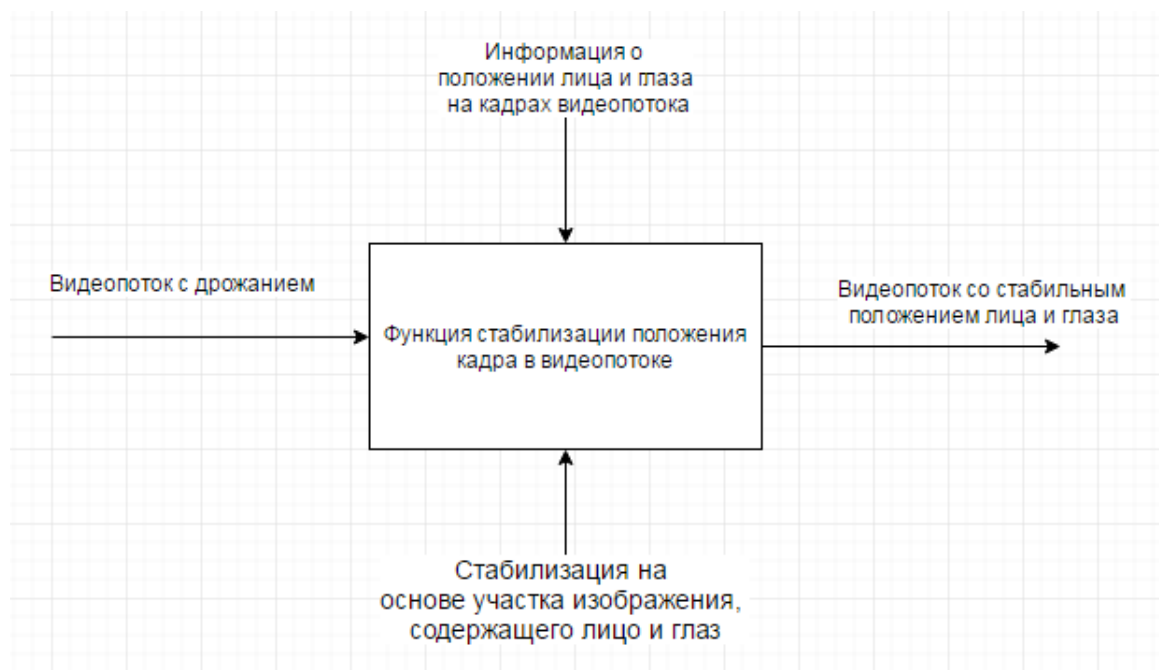 Информация о
положении лица и глаза
на кадрах видеопотока
Видеопоток с дрожанием
Функция стабилизации положения
кадра в видеопотоке
Видеопоток со стабильным
положением лица и глаза
Стабилизация на
основе участка изображения,
содержащего лицо и глаз